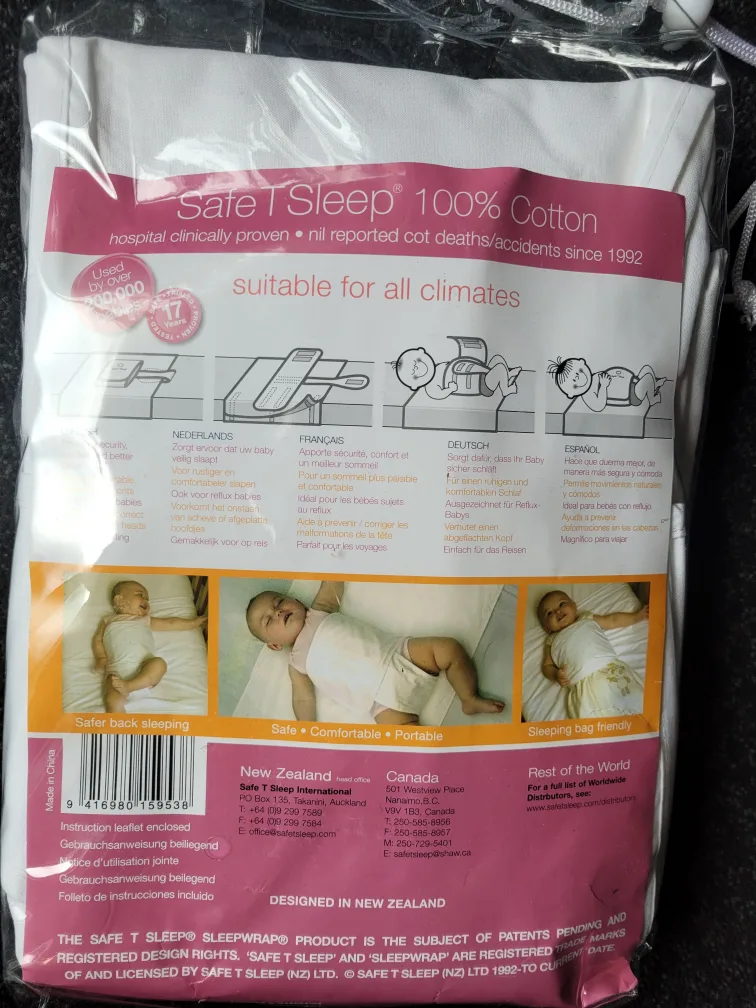 Safe T Sleep® 100% Cotton
hospital clinically proven • nil reported cot deaths/accidents since 1992
Used
by over
suitable for all climates
17
Years
ecurity,
better
babies
heads
NEDERLANDS
Zorgt ervoor dat uw baby
veilig slaapt
Voor rustiger en
comfortabeler slapen
Ook voor reflux babies
Voorkomt het onstaan
van scheve of afgeplatte
hoofdjes
Gemakkelijk voor op reis
FRANÇAIS
Apporte sécurité, confort et
un meilleur sommeil
Pour un sommeil plus paisible
et confortable
Idéal pour les bébés sujets
au reflux
Aide a prévenir / corriger les
malformations de la tête
Parfait pour les voyages
DEUTSCH
Sorgt dafür, dass Ihr Baby
sicher schläft
Für einen ruhigen und
komfortablen Schlaf
Ausgezeichnet für Reflux-
Babys
Verhütet einen
abgeflachten Kopf
Einfach für das Reisen
ESPAÑOL
Hace que duerma mejor, de
manera más segura y cómoda
Permite movimientos naturales
y cómodos
Ideal para bebés con reflujo
Ayuda a prevenir
deformaciones en las cabezas
Magnífico para viajar
Safer back sleeping
Safe • Comfortable • Portable
Sleeping bag friendly
Made in China
9 416980 159538
Instruction leaflet enclosed
Gebrauchsanweisung beiliegend
Notice d'utilisation jointe
Gebrauchsanweisung beilegend
Folleto de instrucciones incluido
New Zealand head office
Safe T Sleep International
PO Box 135, Takanini, Auckland
T: +64 (0)9 299 7589
F: +64 (0)9 299 7584
E: office@safetsleep.com
Canada
501 Westview Place
Nanaimo,B.C.
V9V 1B3, Canada
T: 250-585-8956
F: 250-585-8957
M: 250-729-5401
E: safetsleep@shaw.ca
Rest of the World
For a full list of Worldwide
Distributors, see:
www.safetsleep.com/distributors
DESIGNED IN NEW ZEALAND
THE SAFE T SLEEP® SLEEPWRAP® PRODUCT IS THE SUBJECT OF PATENTS PENDING AND
REGISTERED DESIGN RIGHTS. 'SAFE T SLEEP' AND 'SLEEPWRAP' ARE REGISTERED TRADE MARKS
OF AND LICENSED BY SAFE T SLEEP (NZ) LTD. © SAFE T SLEEP (NZ) LTD 1992-TO CURRENT DATE.